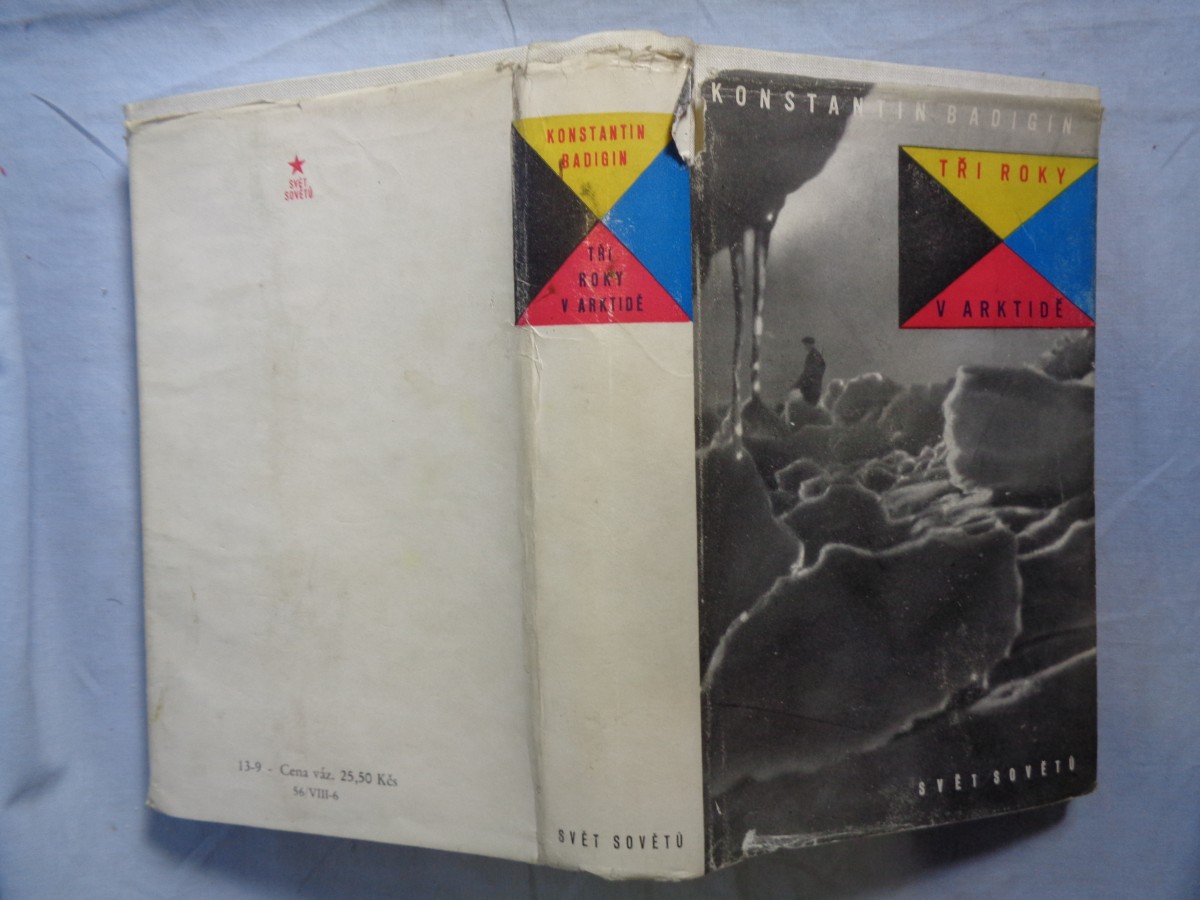 SVĚT
SOVĚTŮ
13-9 - Cena váz. 25,50 Kčs
56/VIII-6
KONSTANTIN
BADIGIN
TŘI
ROKY
V ARKTIDĚ
SVĚT SOVĚTŮ
KONSTANTIN BADIGIN
TŘI ROKY
V ARKTIDĚ
SVĚT SOVĚTŮ